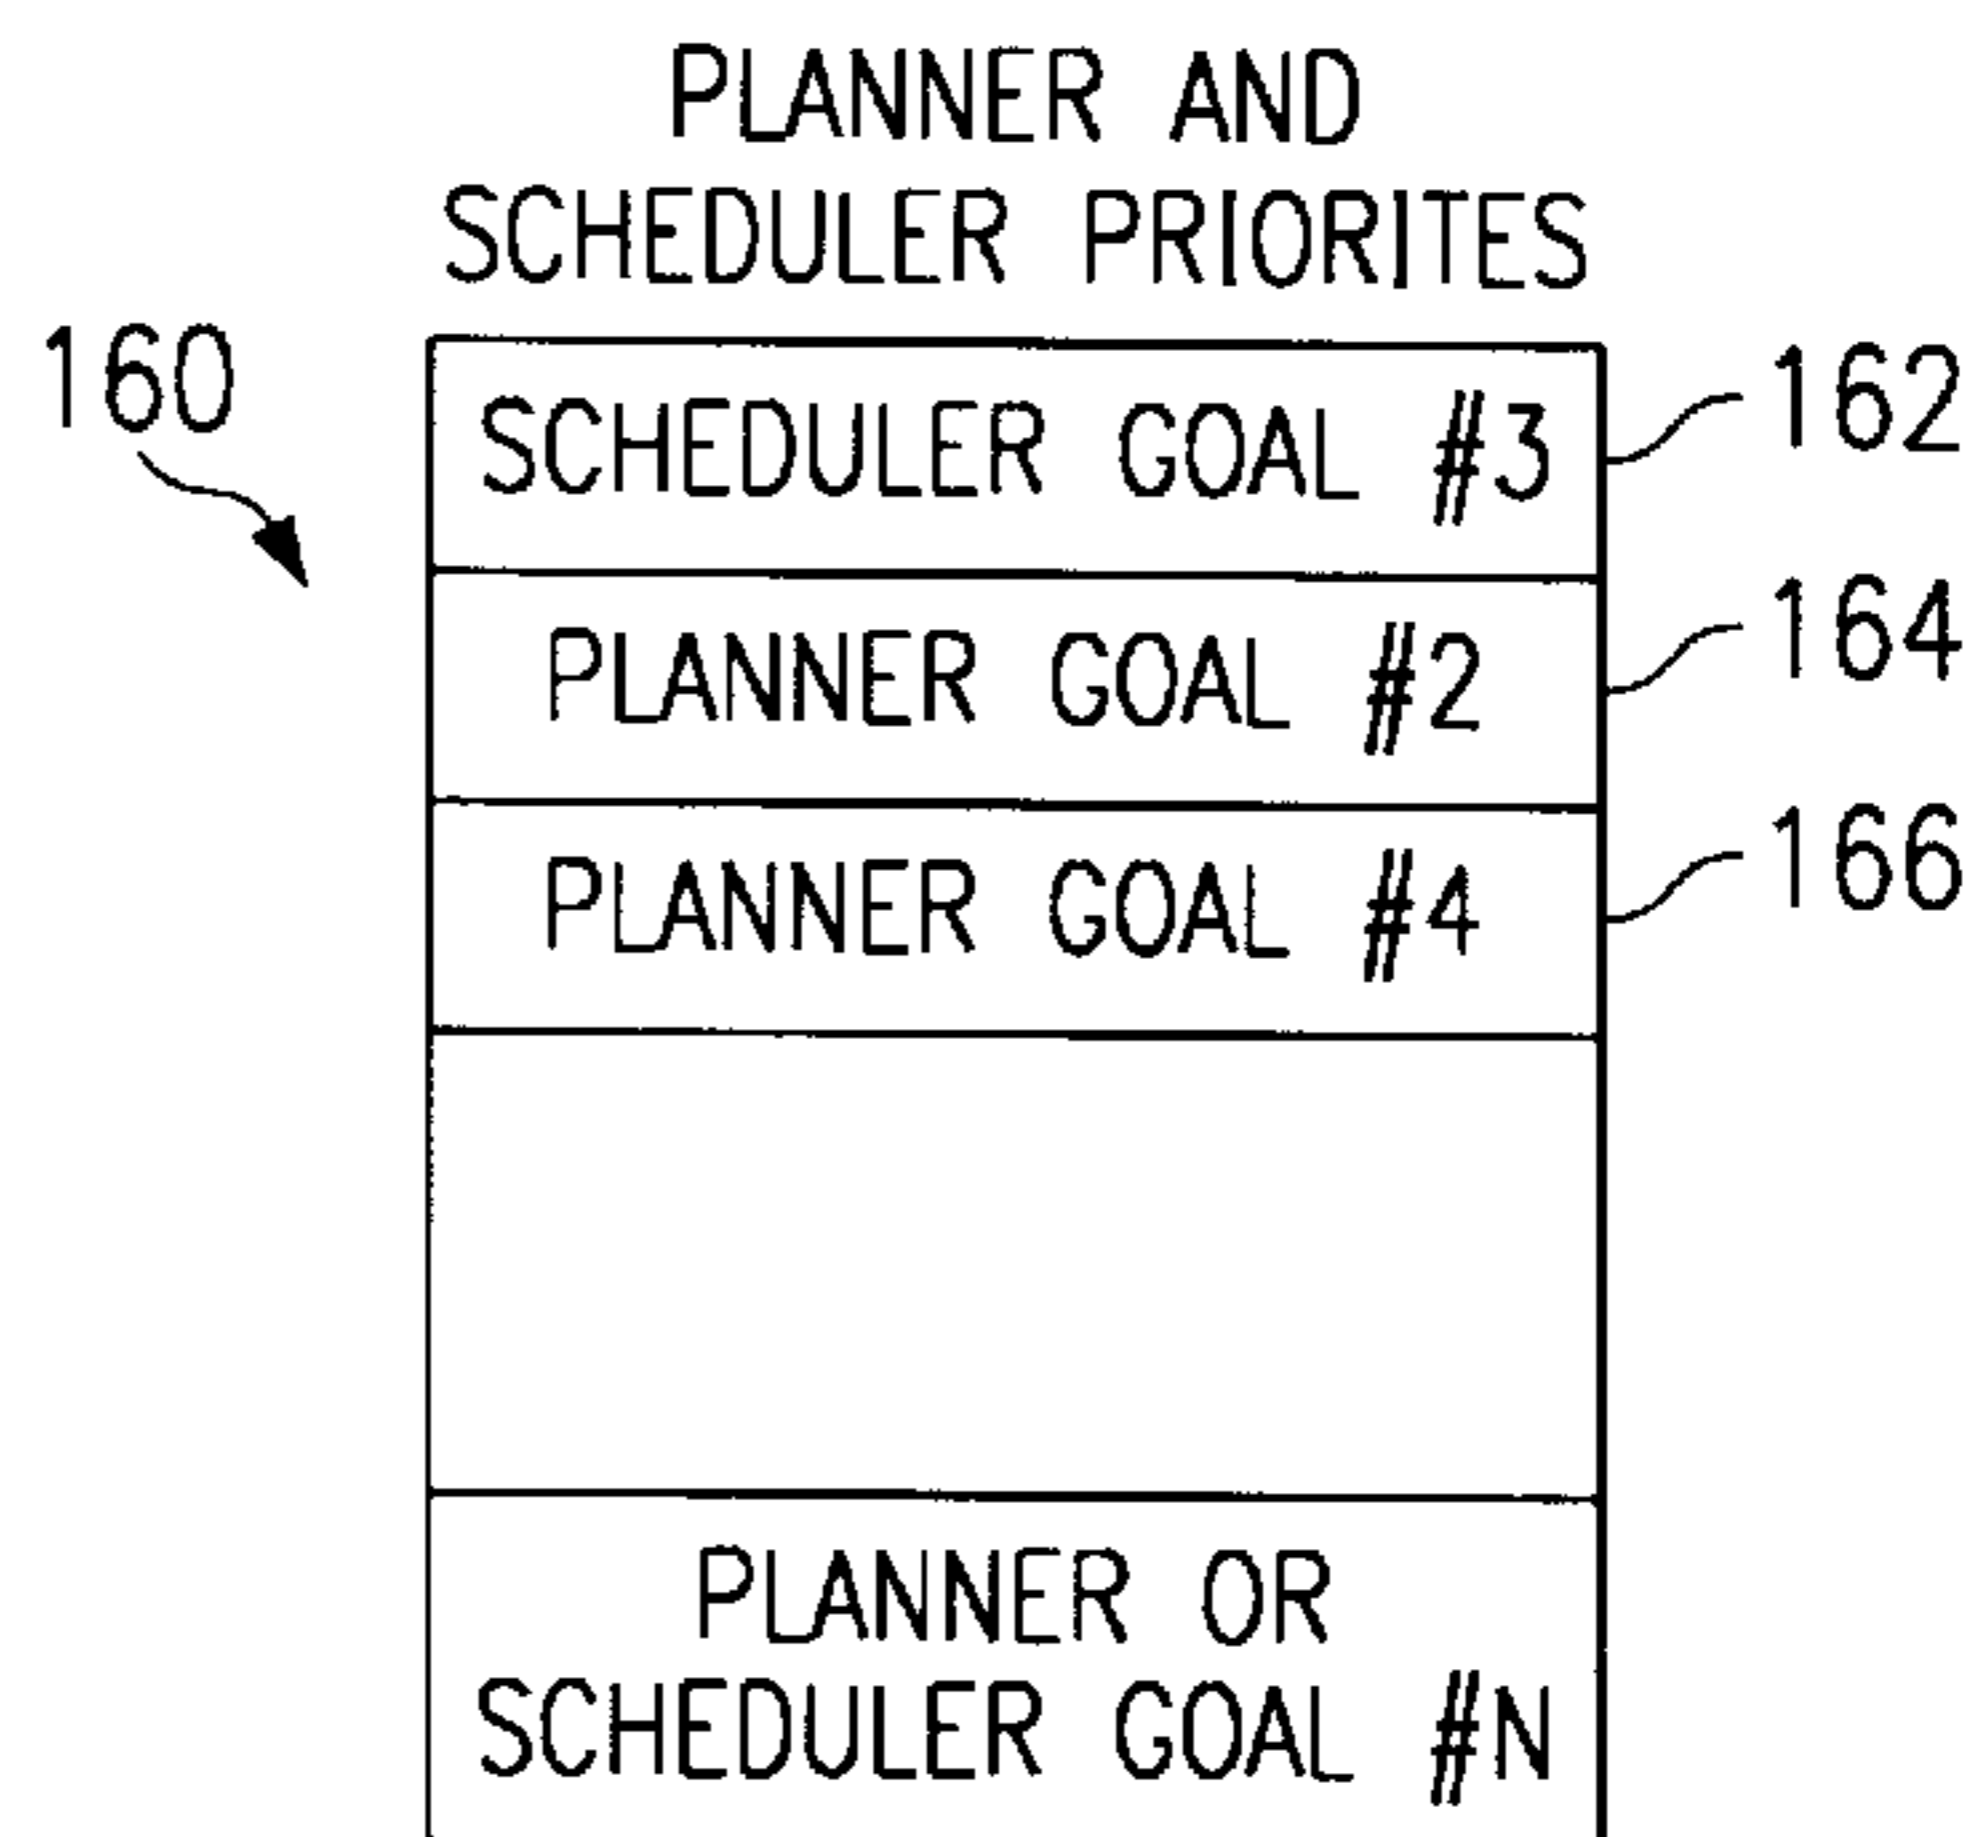 PLANNER AND
SCHEDULER PRIORITES
160
SCHEDULER GOAL #3
162
PLANNER GOAL #2
164
PLANNER GOAL #4
166
PLANNER OR
SCHEDULER GOAL #N